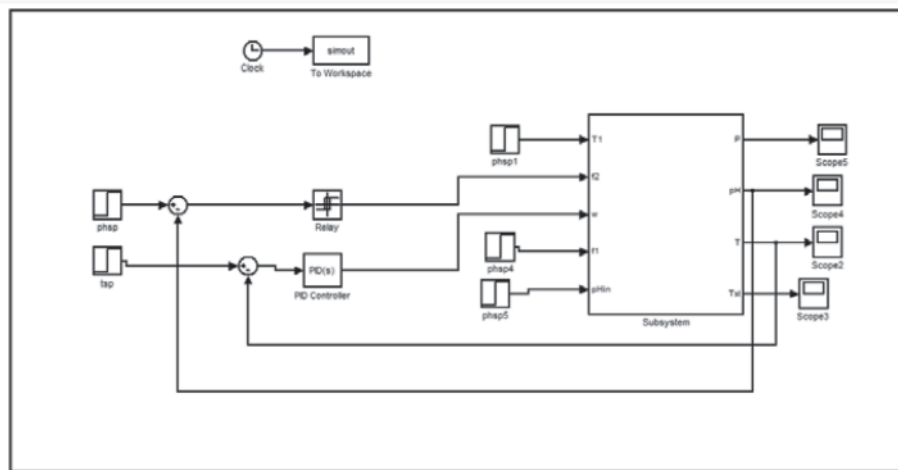 simout
Clock
To Workspace
phsp1
T1
P
Scope5
f2
pH
phsp
Relay
Scope4
w
T
phsp4
f1
Scope2
tsp
PID(s)
PID Controller
phsp5
pHin
Scope3
Subsystem